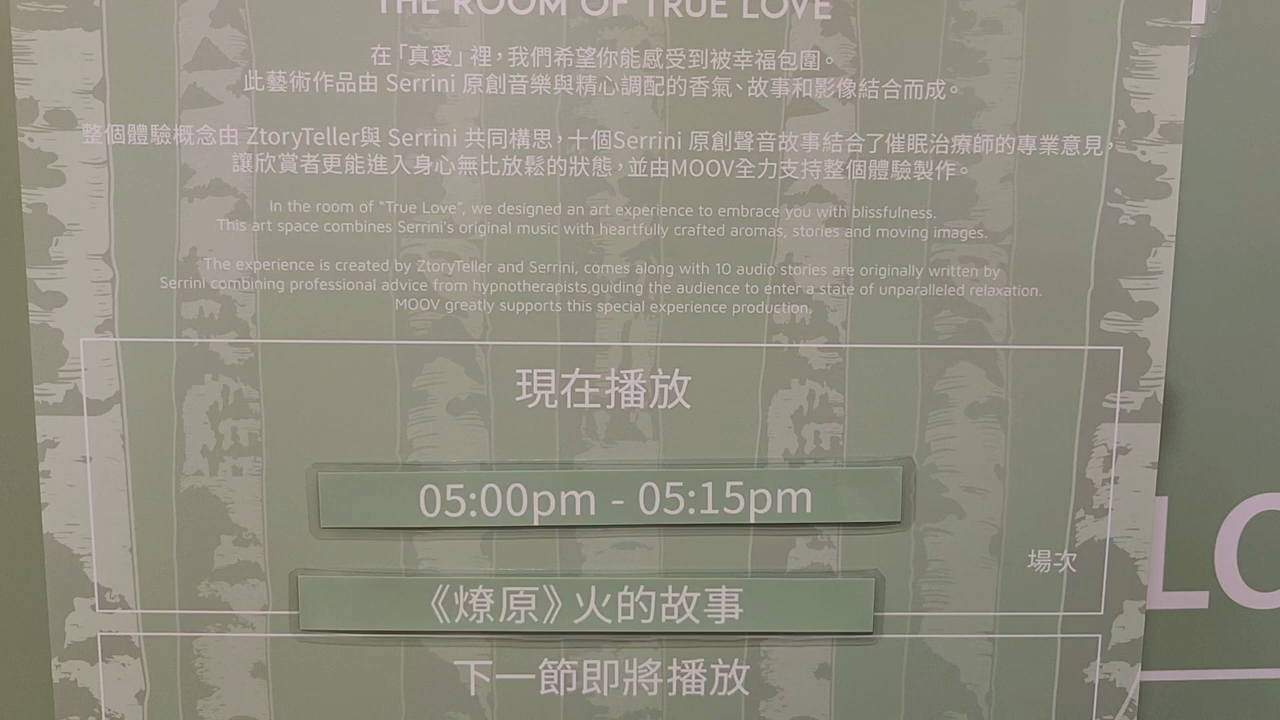 THE ROOM OF TRUE LOVE
在「真愛」裡，我們希望你能感受到被幸福包圍。
此藝術作品由 Serrini 原創音樂與精心調配的香氣、故事和影像結合而成。
整個體驗概念由 ZtoryTeller與 Serrini 共同構思，十個Serrini 原創聲音故事結合了催眠治療師的專業意見，
讓欣賞者更能進入身心無比放鬆的狀態，並由MOOV全力支持整個體驗製作。
In the room of "True Love", we designed an art experience to embrace you with blissfulness.
This art space combines Serrini's original music with heartfully crafted aromas, stories and moving images.
The experience is created by ZtoryTeller and Serrini, comes along with 10 audio stories are originally written by
Serrini combining professional advice from hypnotherapists,guiding the audience to enter a state of unparalleled relaxation.
MOOV greatly supports this special experience production.
現在播放
05:00pm - 05:15pm
場次
《燎原》火的故事
下一節即將播放
LO